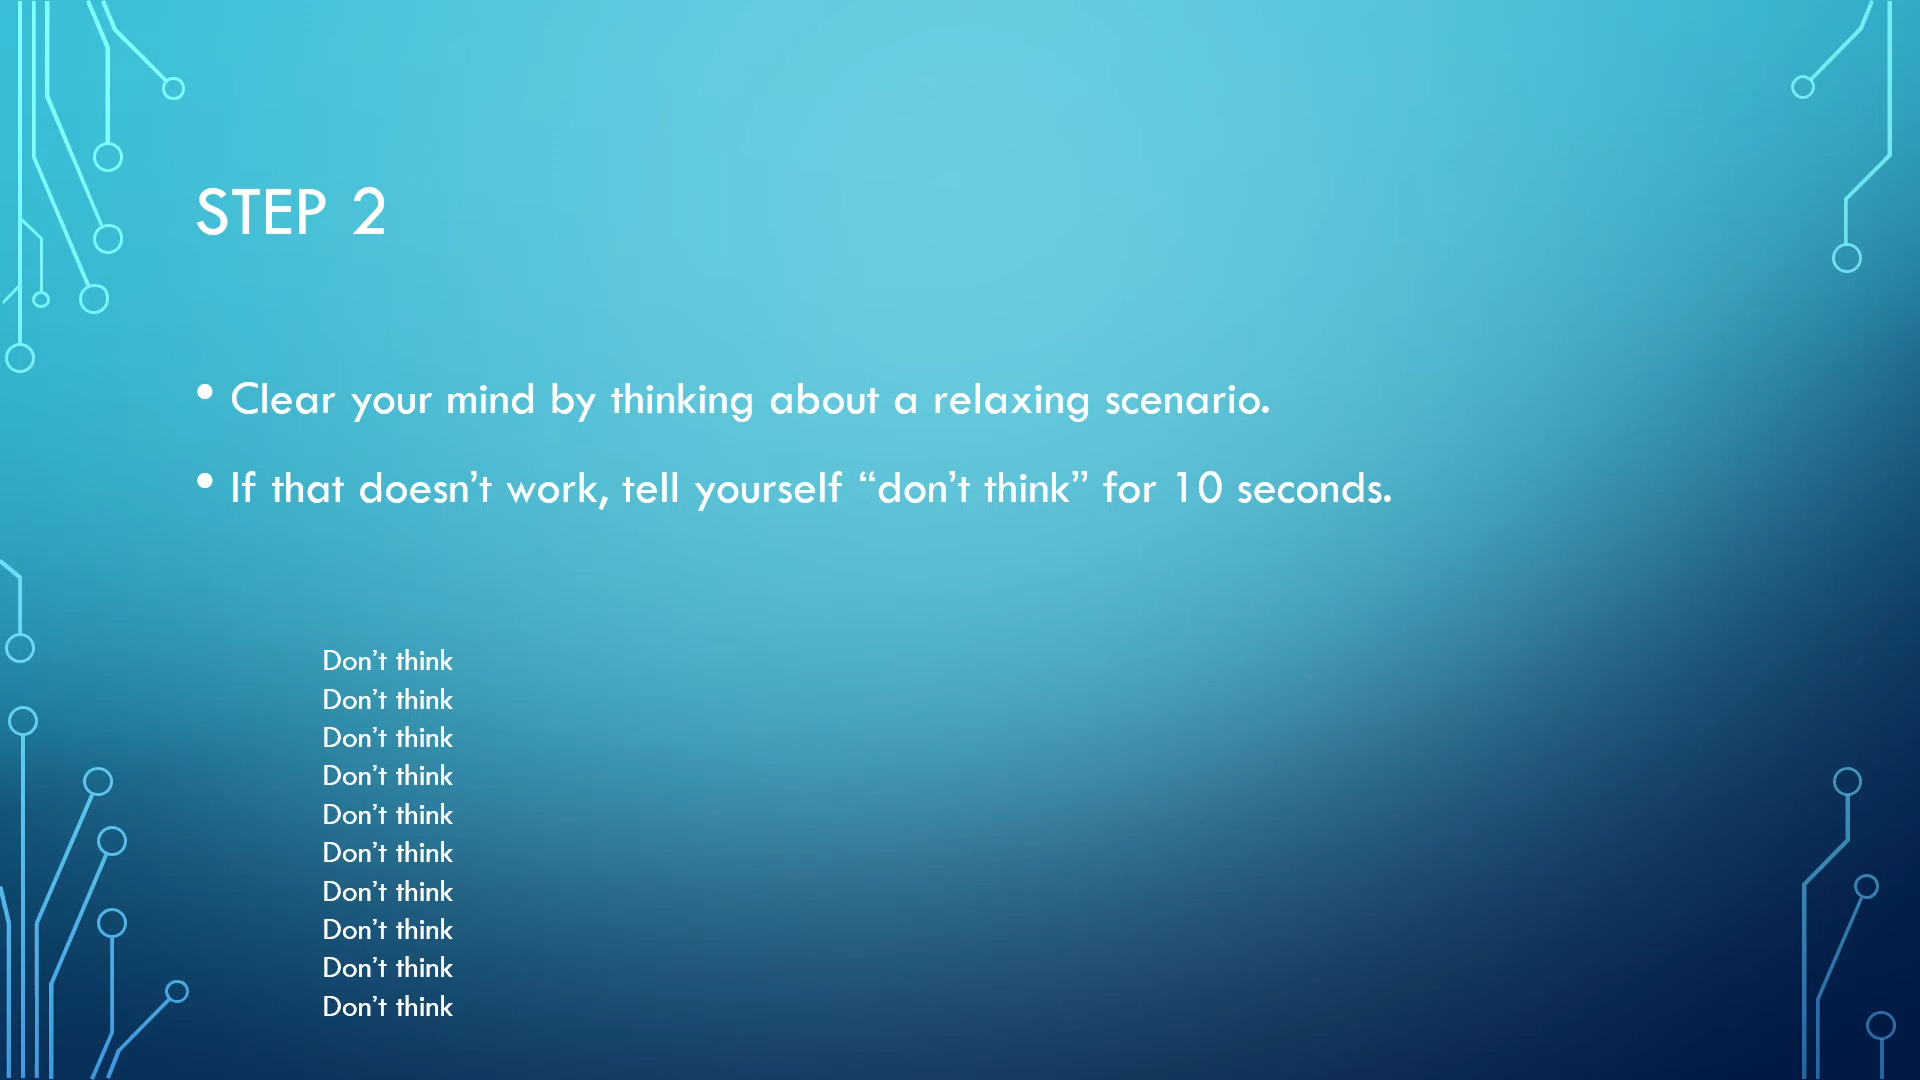 STEP 2
• Clear your mind by thinking about a relaxing scenario.
• If that doesn’t work, tell yourself “don’t think” for 10 seconds.
Don’t think
Don’t think
Don’t think
Don’t think
Don’t think
Don’t think
Don’t think
Don’t think
Don’t think
Don’t think